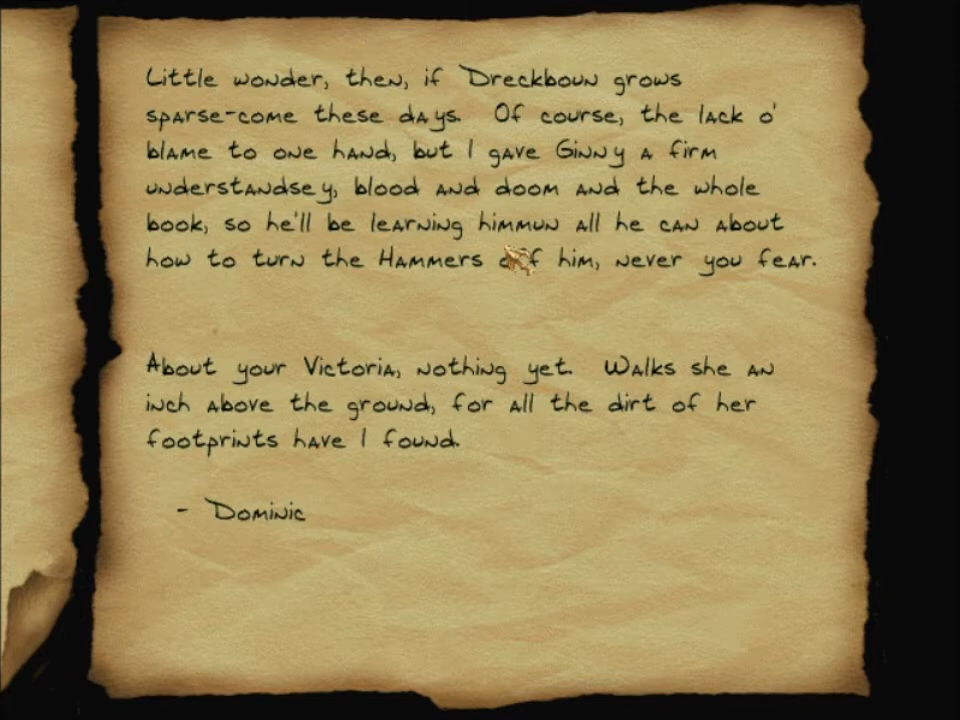 Little wonder, then, if Dreckboun grows
sparse-come these days. Of course, the lack o'
blame to one hand, but I gave Ginny a firm
understandsey, blood and doom and the whole
book, so he'll be learning himmun all he can about
how to turn the Hammers off him, never you fear.
About your Victoria, nothing yet. Walks she an
inch above the ground, for all the dirt of her
footprints have I found.
- Dominic